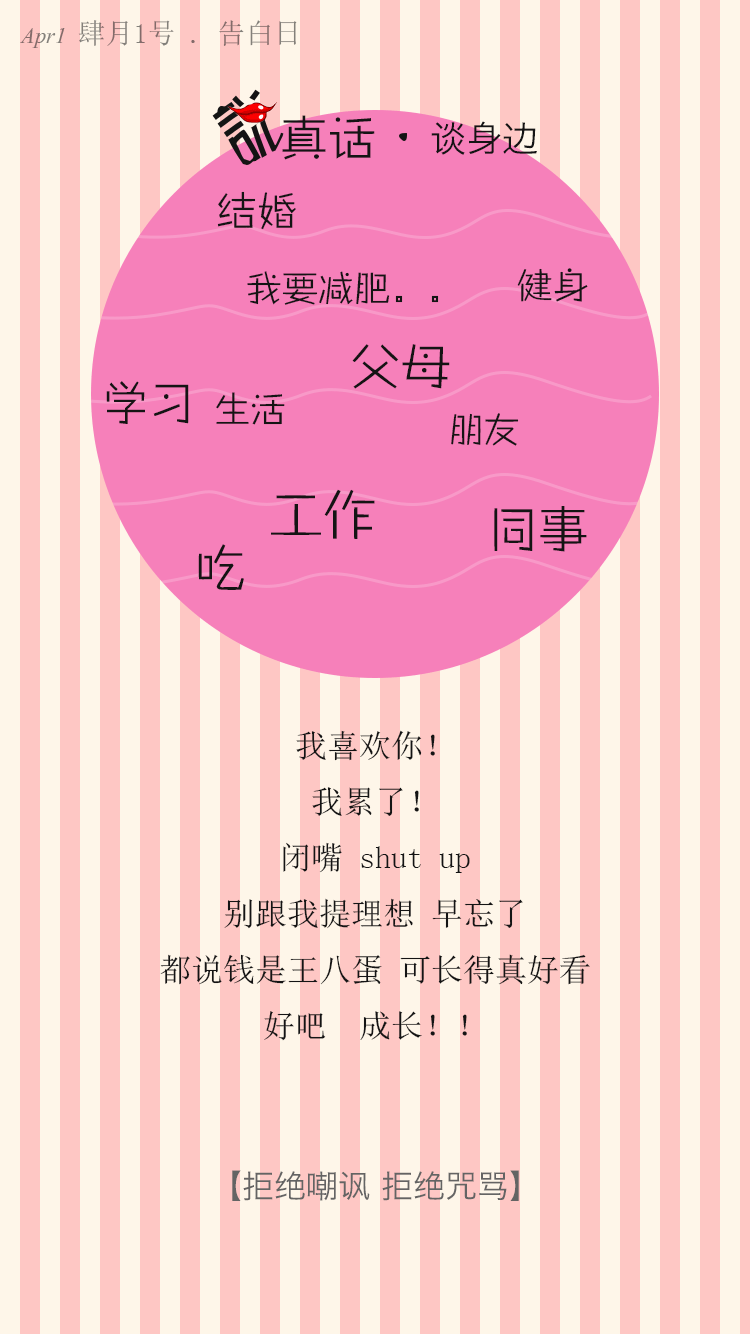 Apr1 肆月1号 . 告白日
说真话·谈身边
结婚
我要减肥。。 健身
父母
学习 生活
朋友
工作
同事
吃
我喜欢你！
我累了！
闭嘴 shut up
别跟我提理想 早忘了
都说钱是王八蛋 可长得真好看
好吧 成长！！
【拒绝嘲讽 拒绝咒骂】